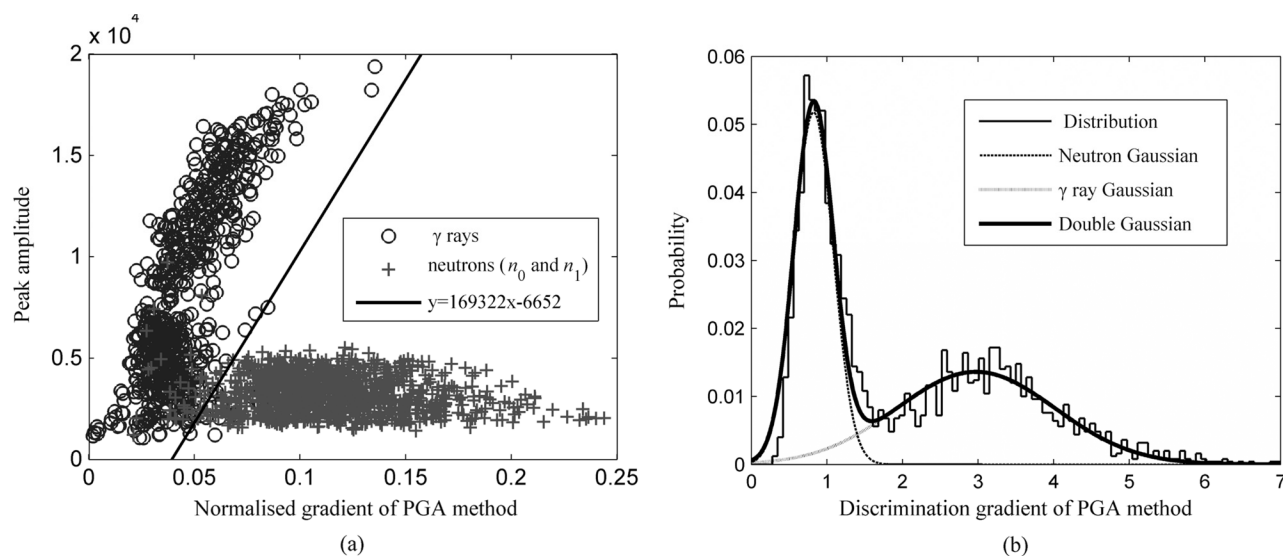 x 10⁴
2
1.5
1
0.5
0
Peak amplitude
0
0.05
0.1
0.15
0.2
0.25
Normalised gradient of PGA method
γ rays
neutrons (n₀ and n₁)
y=169322x-6652
(a)
0.06
0.05
0.04
0.03
0.02
0.01
0
Probability
0
1
2
3
4
5
6
7
Discrimination gradient of PGA method
Distribution
Neutron Gaussian
γ ray Gaussian
Double Gaussian
(b)